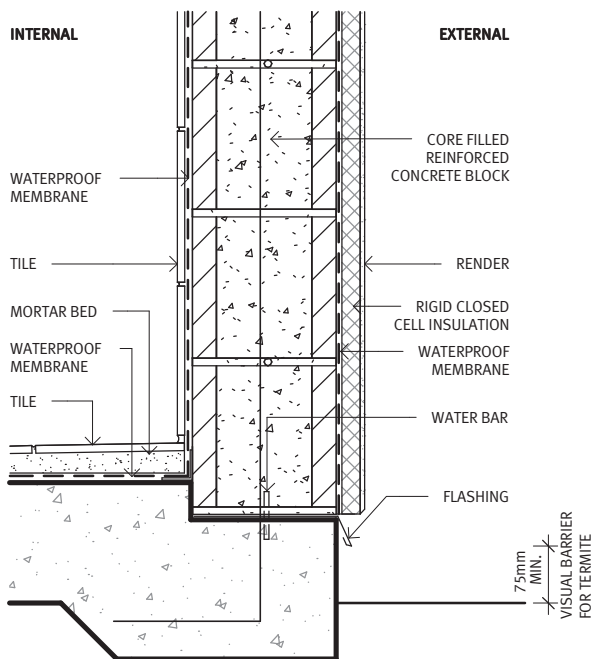 INTERNAL
EXTERNAL
WATERPROOF
MEMBRANE
TILE
MORTAR BED
WATERPROOF
MEMBRANE
TILE
CORE FILLED
REINFORCED
CONCRETE BLOCK
RENDER
RIGID CLOSED
CELL INSULATION
WATERPROOF
MEMBRANE
WATER BAR
FLASHING
75mm
MIN.
VISUAL BARRIER
FOR TERMITE